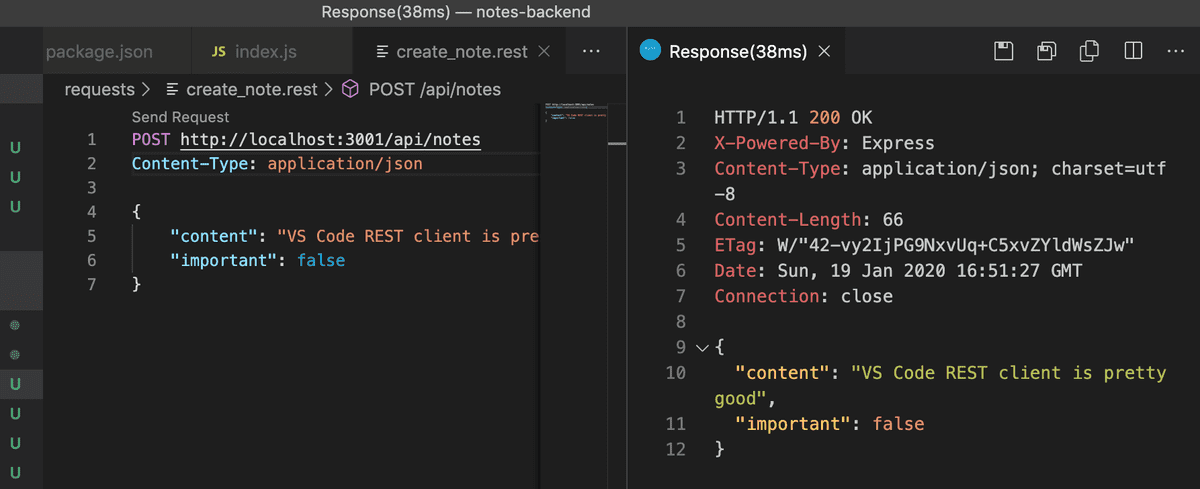 Response(38ms) — notes-backend
package.json
JS index.js
create_note.rest
Response(38ms)
requests > create_note.rest > POST /api/notes
Send Request
1 POST http://localhost:3001/api/notes
2 Content-Type: application/json
3
4 {
5 "content": "VS Code REST client is pre
6 "important": false
7 }
U
U
U
U
U
U
U
1 HTTP/1.1 200 OK
2 X-Powered-By: Express
3 Content-Type: application/json; charset=utf
-8
4 Content-Length: 66
5 ETag: W/"42-vy2IjPG9NxvUq+C5xvZYldWsZJw"
6 Date: Sun, 19 Jan 2020 16:51:27 GMT
7 Connection: close
8
9 {
10 "content": "VS Code REST client is pretty
good",
11 "important": false
12 }